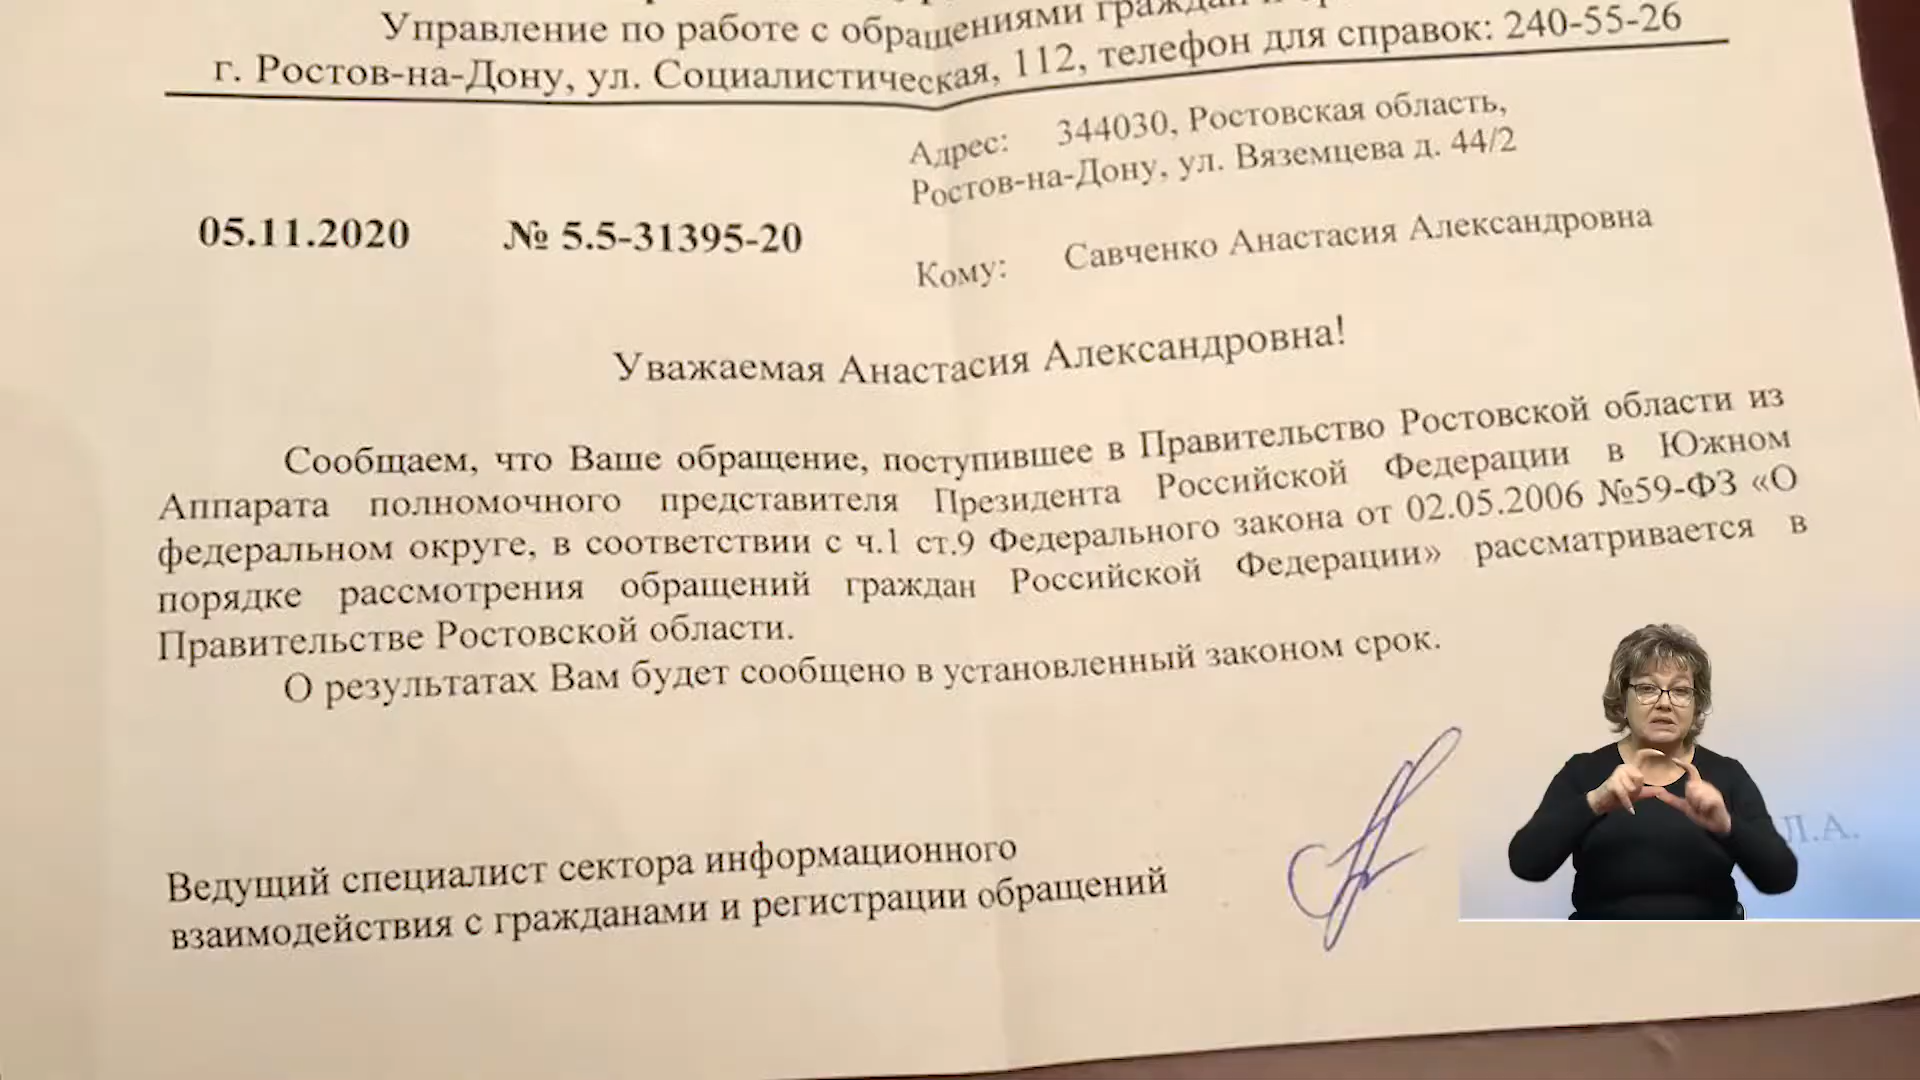 Управление по работе с обращениями граждан и
г. Ростов-на-Дону, ул. Социалистическая, 112, телефон для справок: 240-55-26
Адрес: 344030, Ростовская область,
Ростов-на-Дону, ул. Вяземцева д. 44/2
05.11.2020 № 5.5-31395-20
Кому: Савченко Анастасия Александровна
Уважаемая Анастасия Александровна!
Сообщаем, что Ваше обращение, поступившее в Правительство Ростовской области из
Аппарата полномочного представителя Президента Российской Федерации в Южном
федеральном округе, в соответствии с ч.1 ст.9 Федерального закона от 02.05.2006 №59-ФЗ «О
порядке рассмотрения обращений граждан Российской Федерации» рассматривается в
Правительстве Ростовской области.
О результатах Вам будет сообщено в установленный законом срок.
Ведущий специалист сектора информационного
взаимодействия с гражданами и регистрации обращений
Л.А.